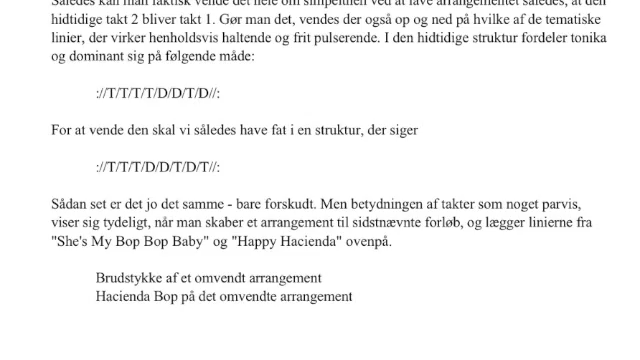 Således kan man faktisk vende det hele om simpelthen ved at lave arrangementet således, at den
hidtidige takt 2 bliver takt 1. Gør man det, vendes der også op og ned på hvilke af de tematiske
linier, der virker henholdsvis haltende og frit pulserende. I den hidtidige struktur fordeler tonika
og dominant sig på følgende måde:
://T/T/T/T/D/D/T/D//:
For at vende den skal vi således have fat i en struktur, der siger
://T/T/T/D/D/T/D/T//:
Sådan set er det jo det samme - bare forskudt. Men betydningen af takter som noget parvis,
viser sig tydeligt, når man skaber et arrangement til sidstnævnte forløb, og lægger linierne fra
"She's My Bop Bop Baby" og "Happy Hacienda" ovenpå.
Brudstykke af et omvendt arrangement
Hacienda Bop på det omvendte arrangement